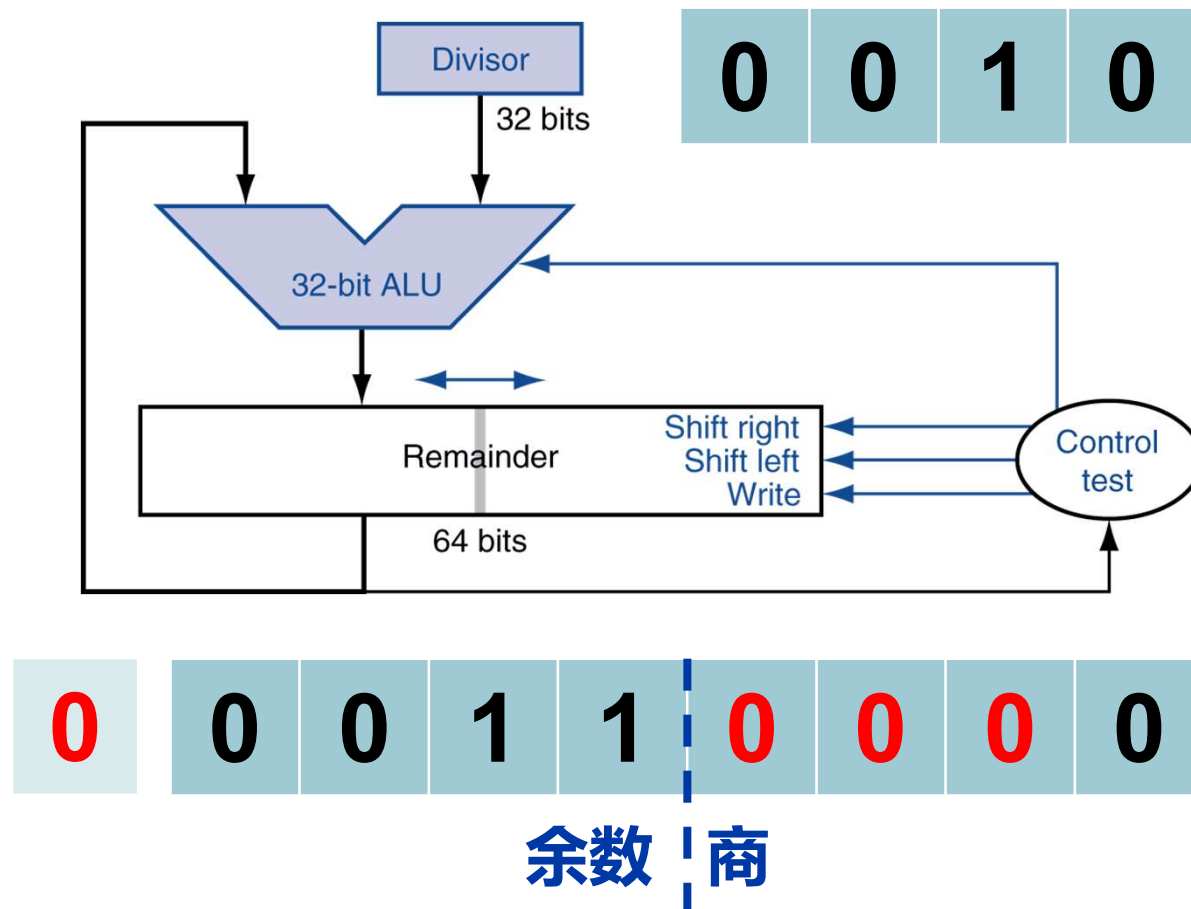 Divisor
0 0 1 0
32 bits
32-bit ALU
Remainder
Shift right
Shift left
Write
Control
test
64 bits
0 0 0 1 1 0 0 0 0
余数 商